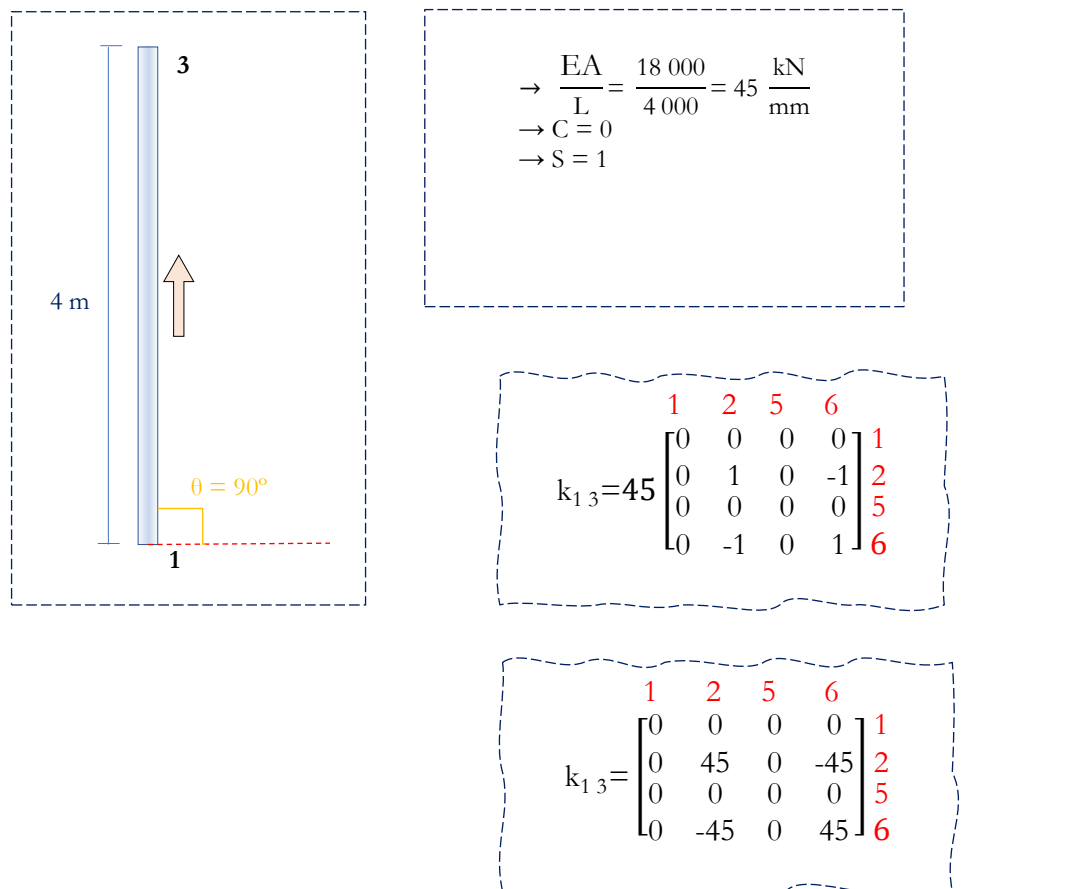 3
4 m
θ = 90º
1
→ EA/L = 18 000/4 000 = 45 kN/mm
→ C = 0
→ S = 1
1 2 5 6
0 0 0 0 1
k1 3=45 0 1 0 -1 2
0 0 0 0 5
0 -1 0 1 6
1 2 5 6
0 0 0 0 1
k1 3= 0 45 0 -45 2
0 0 0 0 5
0 -45 0 45 6